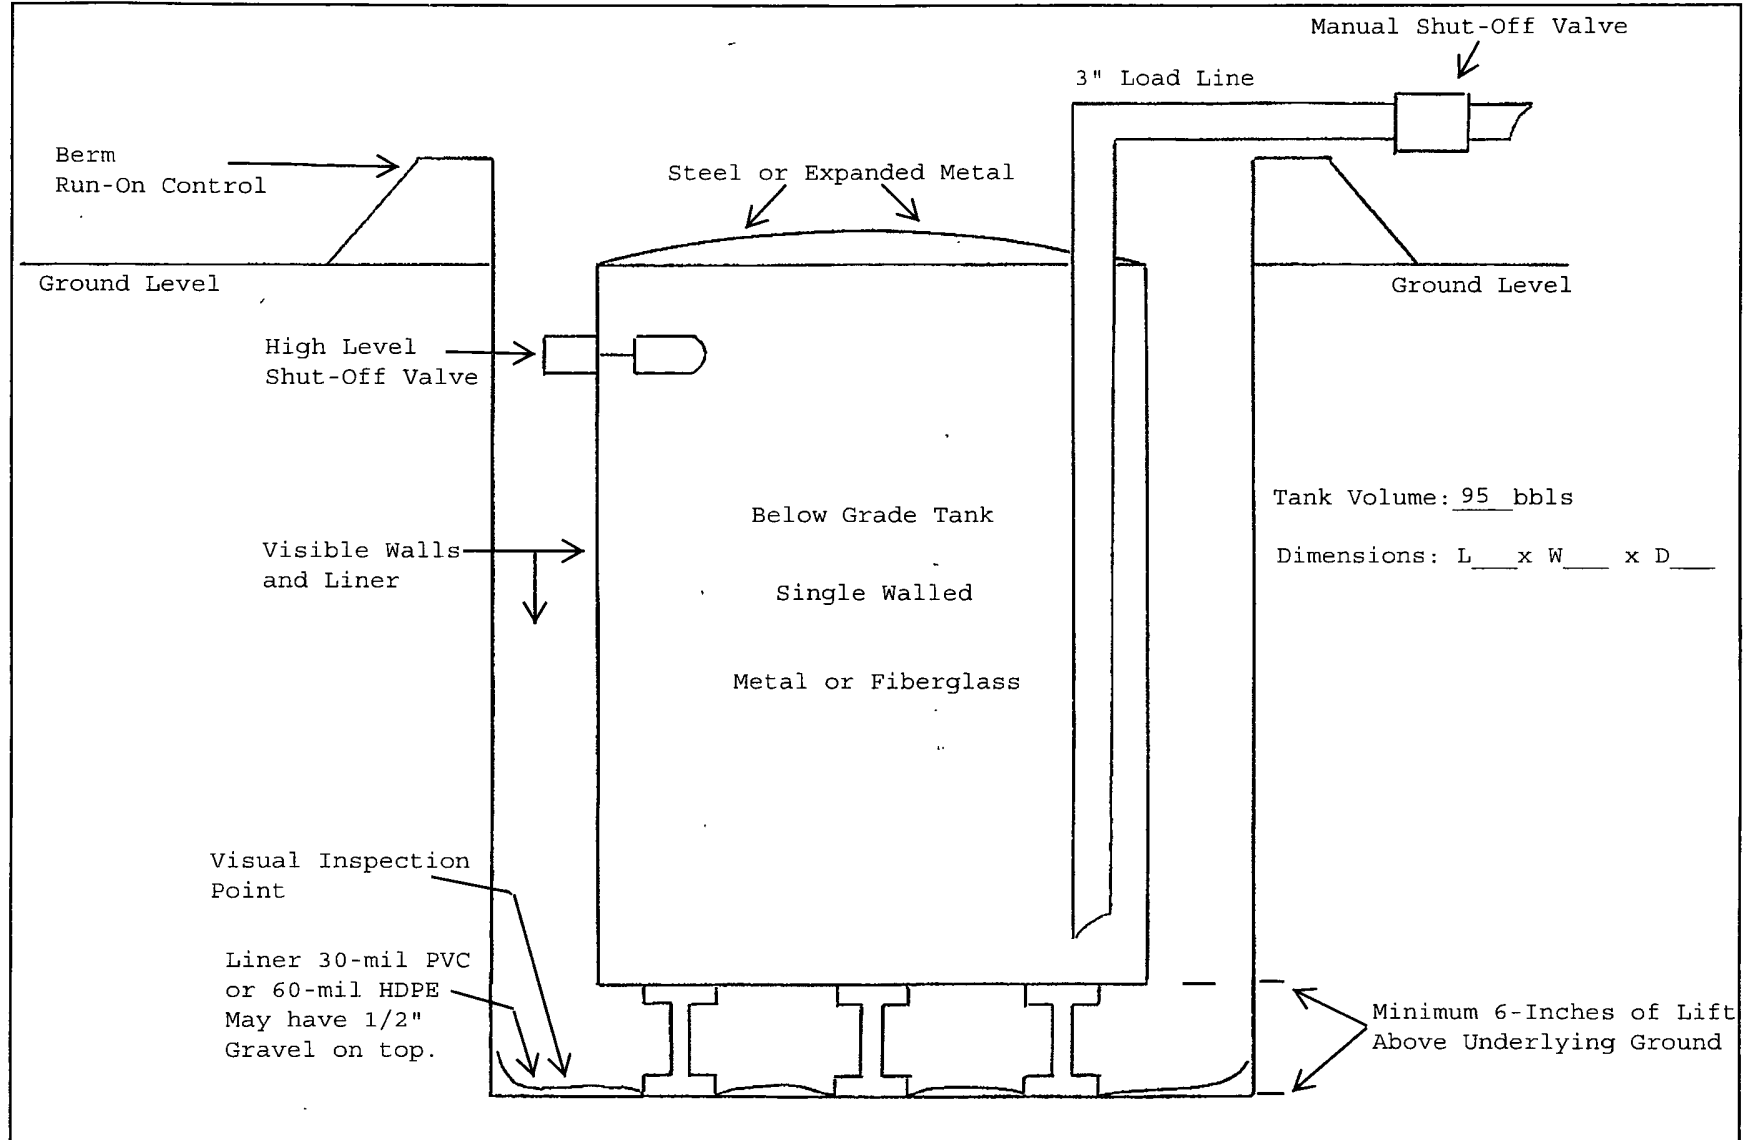 Manual Shut-Off Valve
3" Load Line
Berm
Run-On Control
Steel or Expanded Metal
Ground Level
Ground Level
High Level
Shut-Off Valve
Tank Volume: 95 bbls
Below Grade Tank
Visible Walls
and Liner
Dimensions: L___x W___ x D___
Single Walled
Metal or Fiberglass
Visual Inspection
Point
Liner 30-mil PVC
or 60-mil HDPE
May have 1/2"
Gravel on top.
Minimum 6-Inches of Lift
Above Underlying Ground